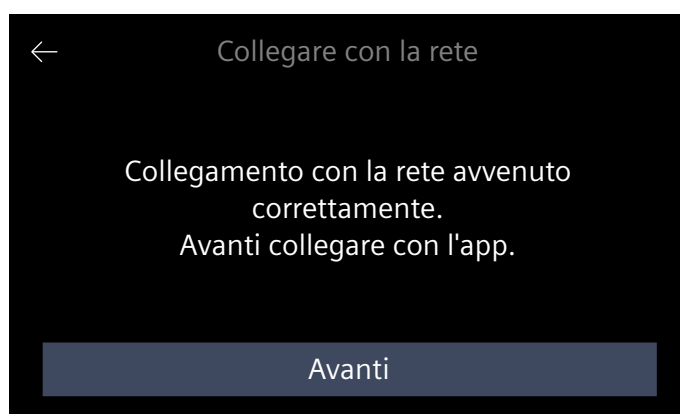 Collegare con la rete
Collegamento con la rete avvenuto
correttamente.
Avanti collegare con l'app.
Avanti